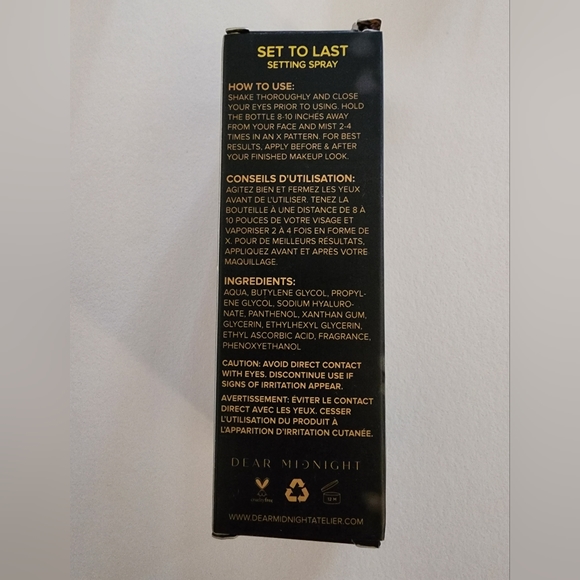 SET TO LAST
SETTING SPRAY
HOW TO USE:
SHAKE THOROUGHLY AND CLOSE
YOUR EYES PRIOR TO USING. HOLD
THE BOTTLE 8-10 INCHES AWAY
FROM YOUR FACE AND MIST 2-4
TIMES IN AN X PATTERN. FOR BEST
RESULTS, APPLY BEFORE & AFTER
YOUR FINISHED MAKEUP LOOK.
CONSEILS D'UTILISATION:
AGITEZ BIEN ET FERMEZ LES YEUX
AVANT DE L'UTILISER. TENEZ LA
BOUTEILLE À UNE DISTANCE DE 8 À
10 POUCES DE VOTRE VISAGE ET
VAPORISER 2 À 4 FOIS EN FORME DE
X. POUR DE MEILLEURS RÉSULTATS,
APPLIQUEZ AVANT ET APRÈS VOTRE
MAQUILLAGE.
INGREDIENTS:
AQUA, BUTYLENE GLYCOL, PROPYL-
ENE GLYCOL, SODIUM HYALURO-
NATE, PANTHENOL, XANTHAN GUM,
GLYCERIN, ETHYLHEXYL GLYCERIN,
ETHYL ASCORBIC ACID, FRAGRANCE,
PHENOXYETHANOL
CAUTION: AVOID DIRECT CONTACT
WITH EYES. DISCONTINUE USE IF
SIGNS OF IRRITATION APPEAR.
AVERTISSEMENT: ÉVITER LE CONTACT
DIRECT AVEC LES YEUX. CESSER
L'UTILISATION DU PRODUIT À
L'APPARITION D'IRRITATION CUTANÉE.
DEAR MIDNIGHT
WWW.DEARMIDNIGHTATELIER.COM